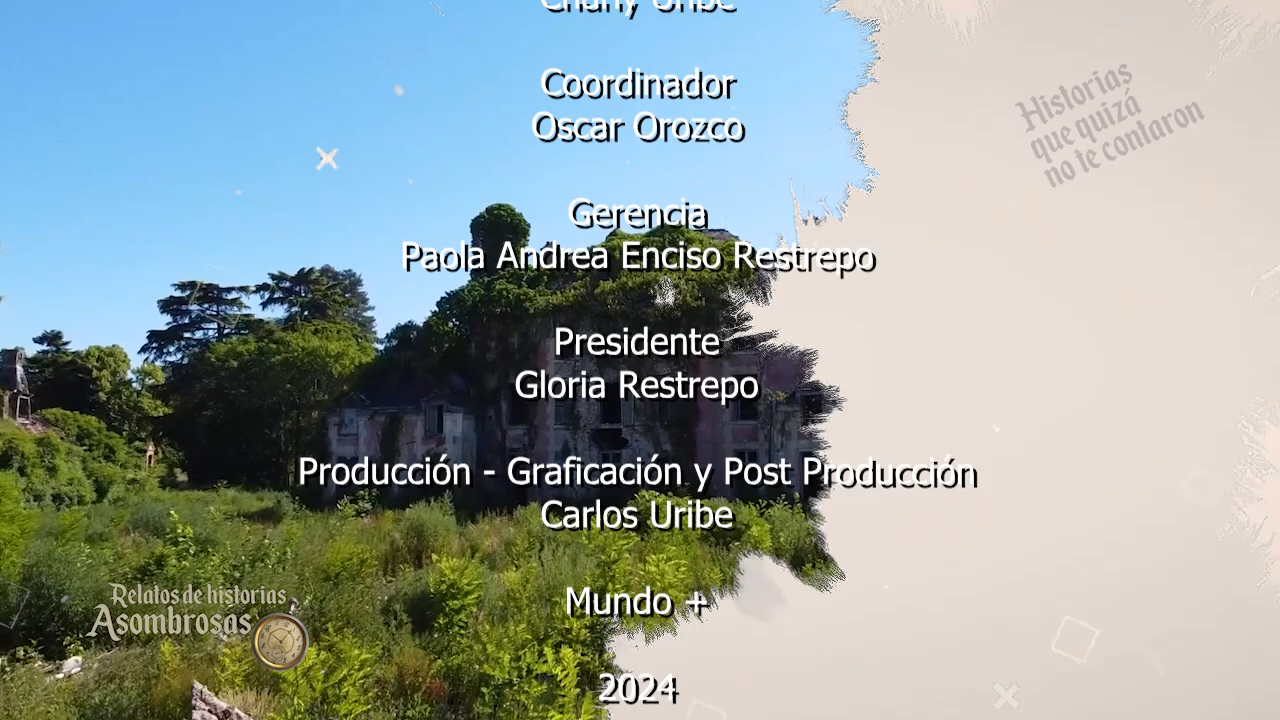 Coordinador
Oscar Orozco
Gerencia
Paola Andrea Enciso Restrepo
Presidente
Gloria Restrepo
Producción - Graficación y Post Producción
Carlos Uribe
Mundo +
2024
Historias
que quizá
no te contaron
Relatos de historias
Asombrosas